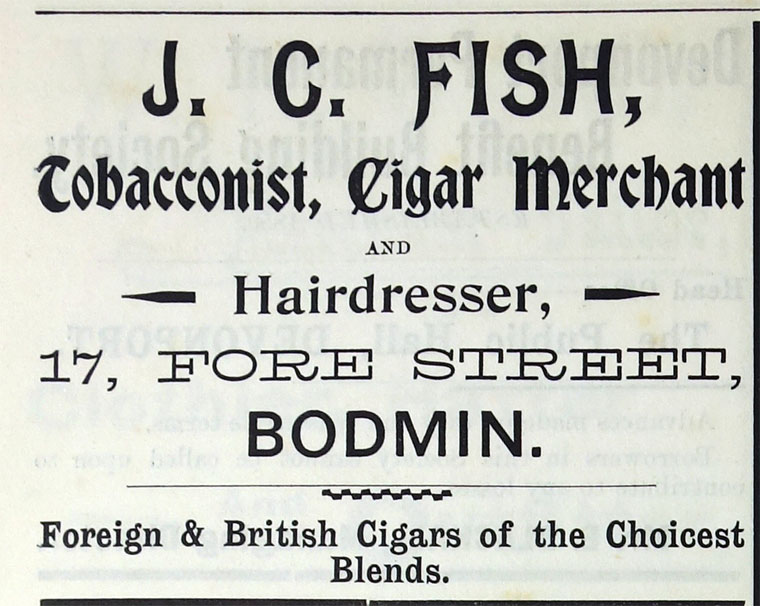 J. C. FISH,
Tobacconist, Cigar Merchant
AND
Hairdresser,
17, FORE STREET,
BODMIN.
Foreign & British Cigars of the Choicest
Blends.